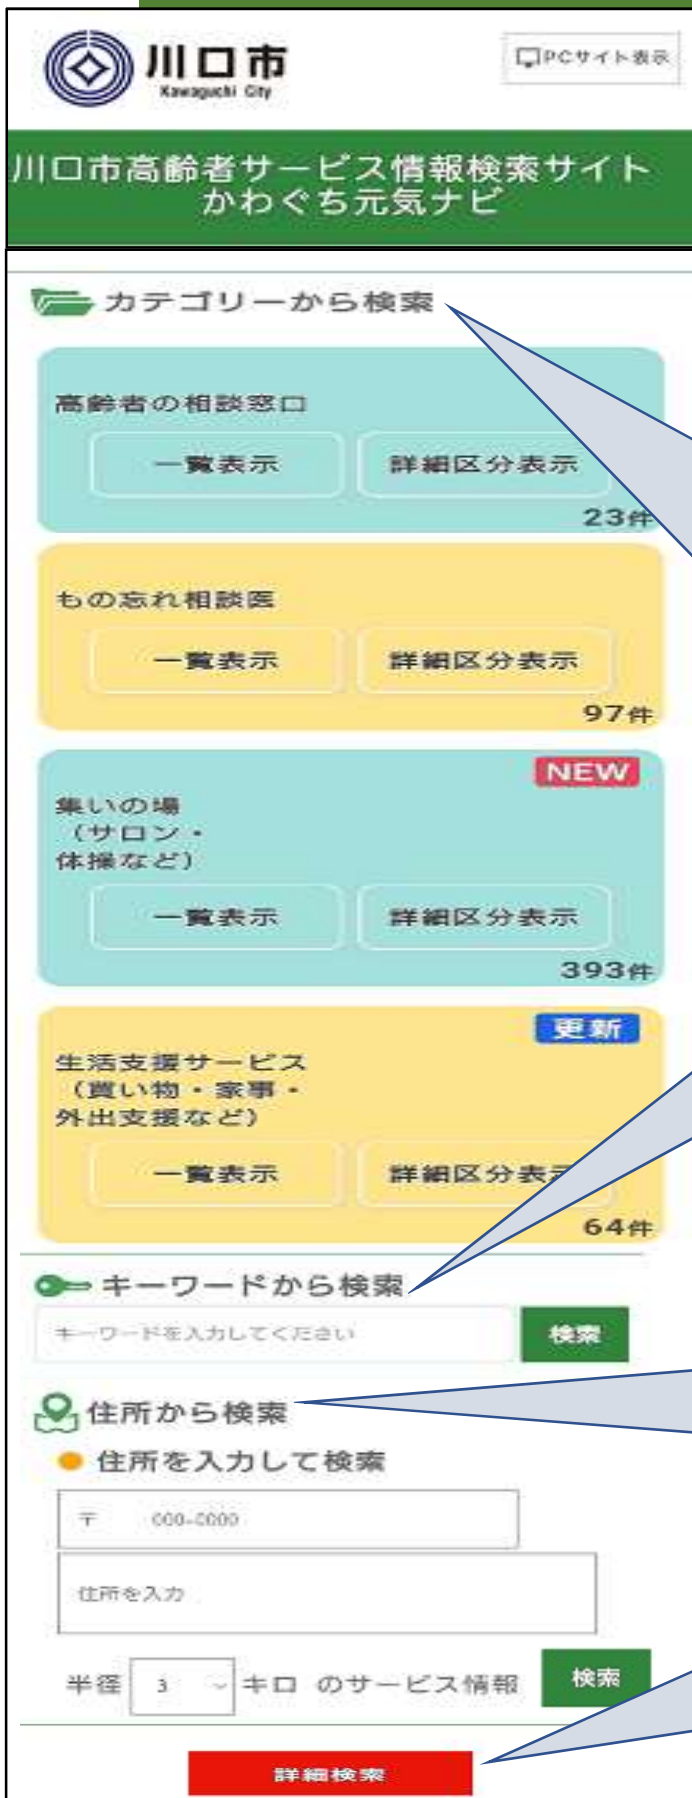 川口市
Kawaguchi City
PCサイト表示
川口市高齢者サービス情報検索サイト
かわぐち元気ナビ
カテゴリーから検索
高齢者の相談窓口
一覧表示
詳細区分表示
23件
もの忘れ相談医
一覧表示
詳細区分表示
97件
NEW
集いの場
(サロン・
体操など)
一覧表示
詳細区分表示
393件
更新
生活支援サービス
(買い物・家事・
外出支援など)
一覧表示
詳細区分表示
64件
キーワードから検索
キーワードを入力してください
検索
住所から検索
住所を入力して検索
〒 000-0000
住所を入力
半径 3 キロ のサービス情報 検索
詳細検索